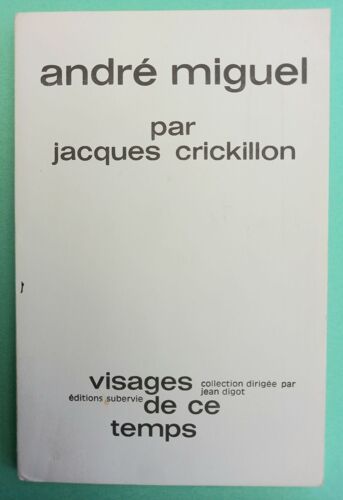 andré miguel
par
jacques crickillon
visages
collection dirigée par
jean digot
éditions subervie
de ce
temps